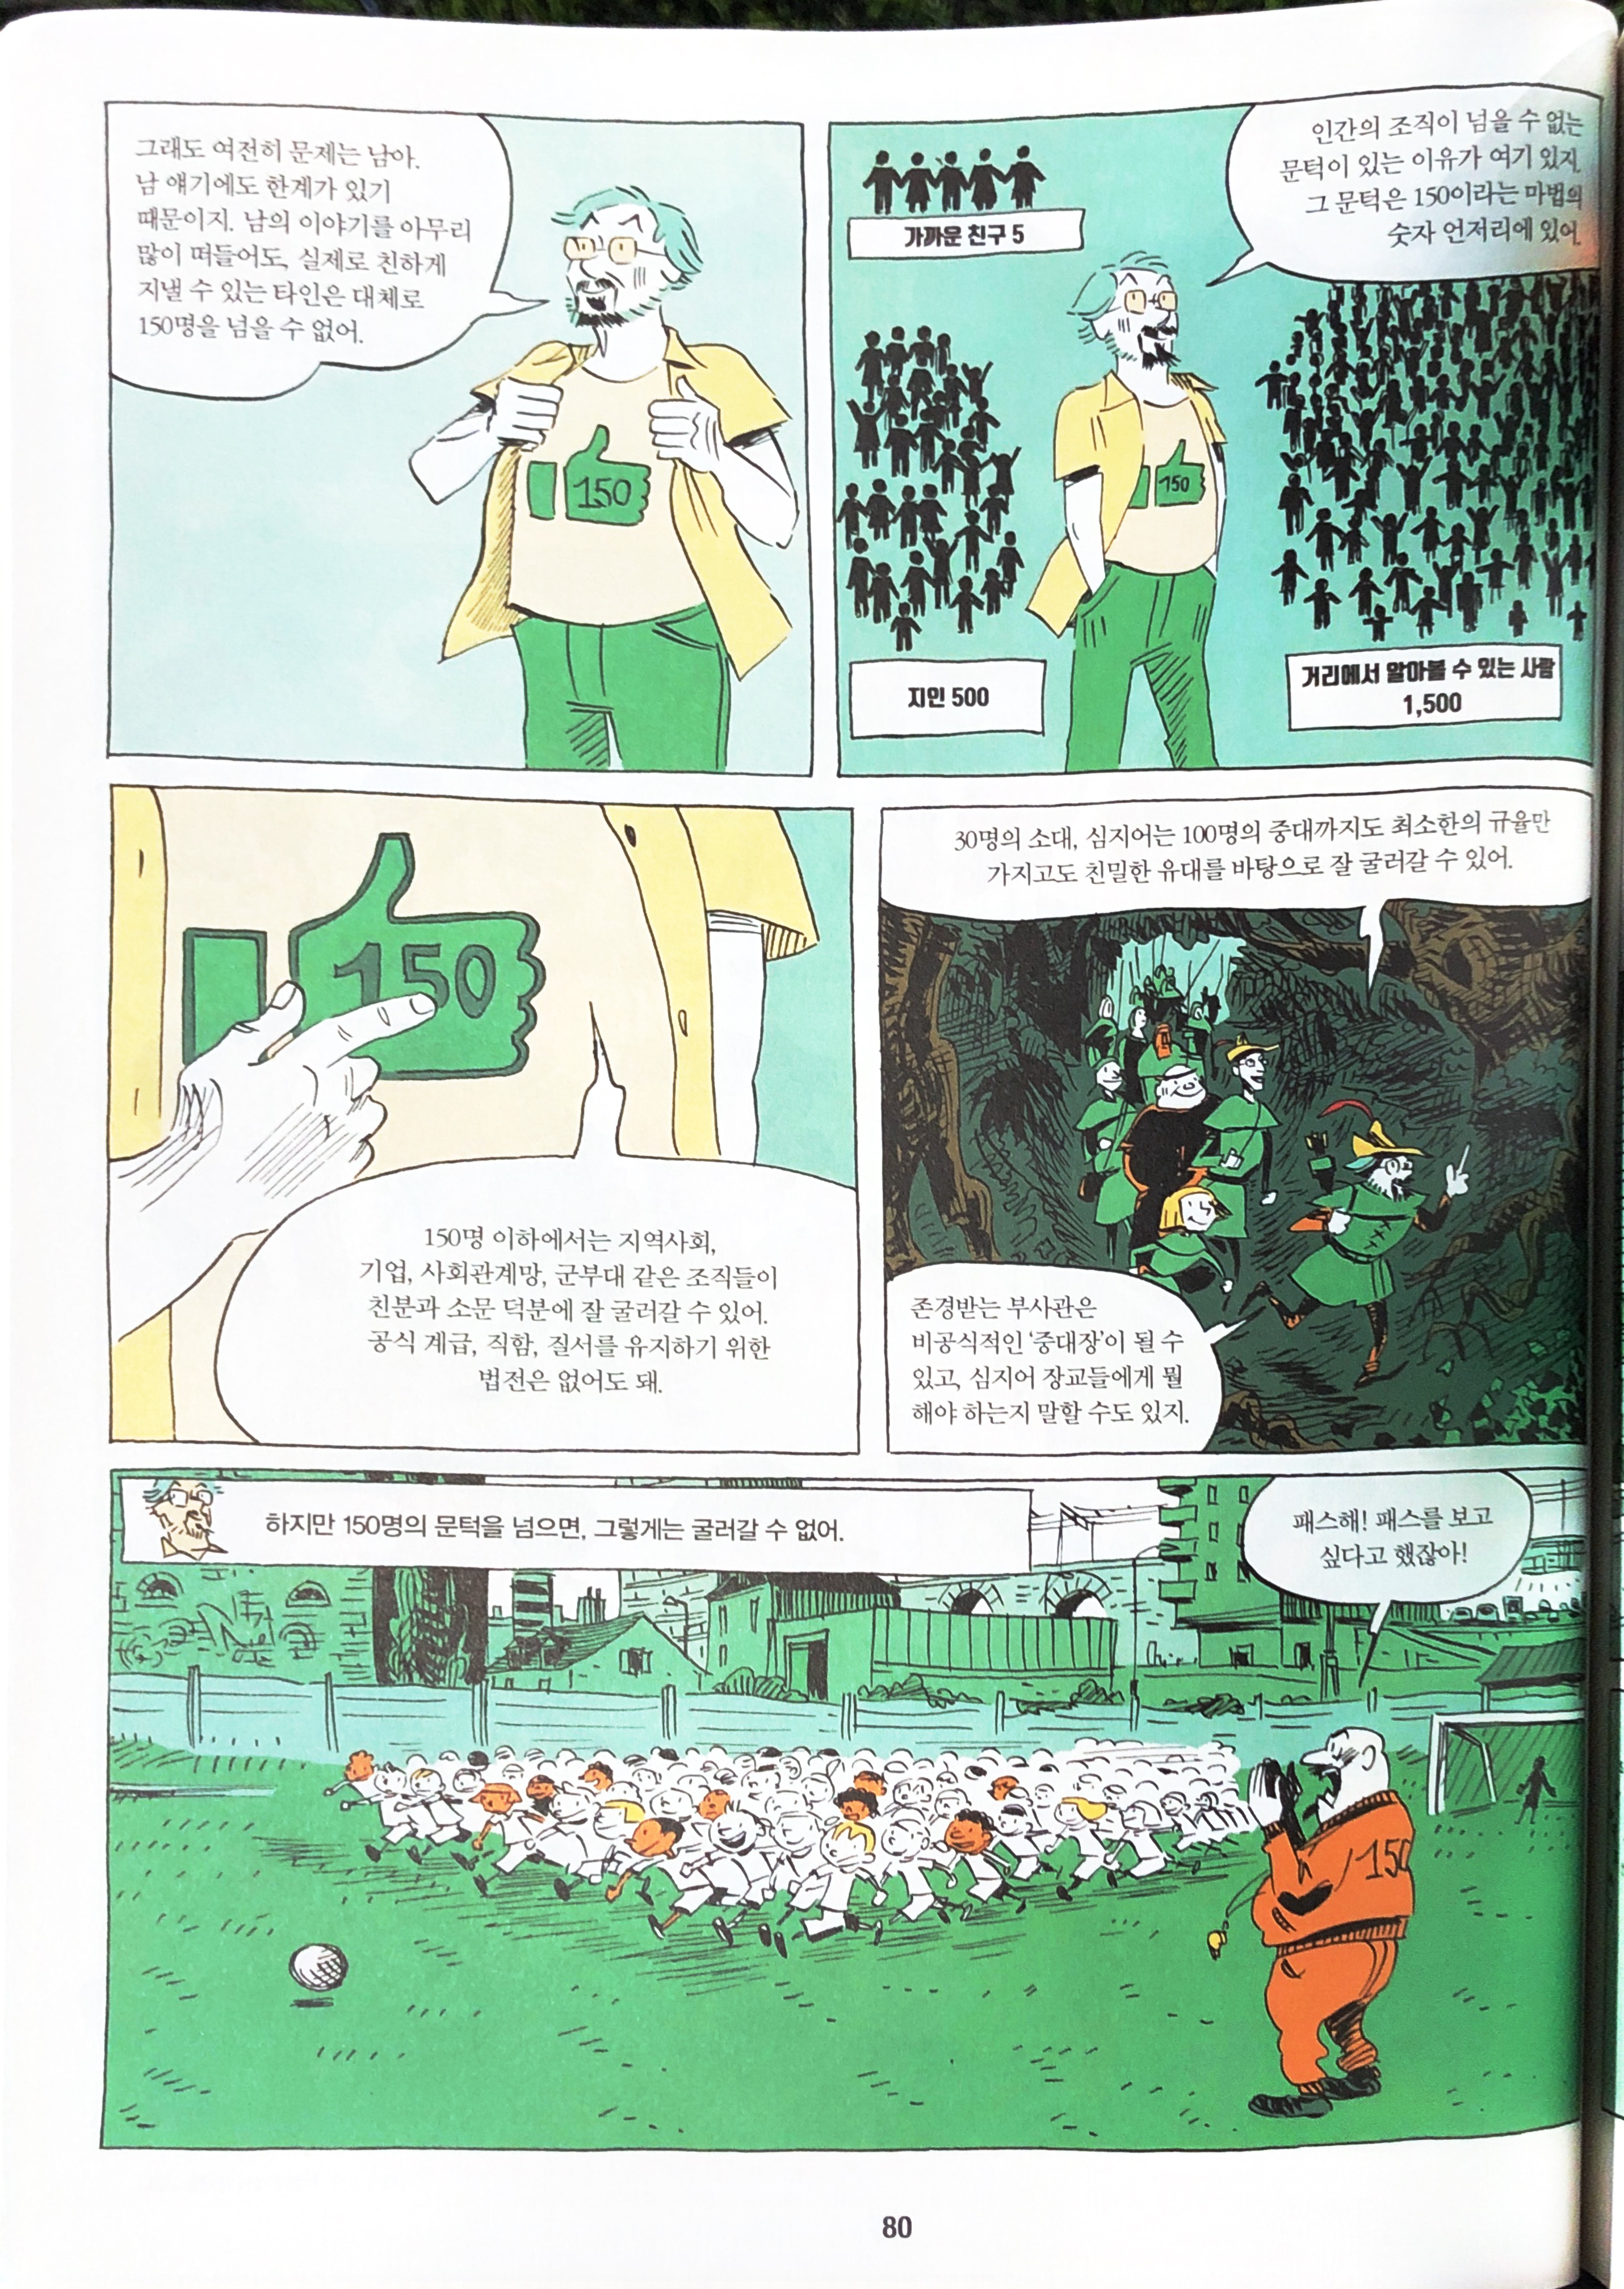 그래도 여전히 문제는 남아.
남 얘기에도 한계가 있기
때문이지. 남의 이야기를 아무리
많이 떠들어도, 실제로 친하게
지낼 수 있는 타인은 대체로
150명을 넘을 수 없어.
150
가까운 친구 5
인간의 조직이 넘을 수 없는
문턱이 있는 이유가 여기 있지.
그 문턱은 150이라는 마법의
숫자 언저리에 있어.
150
지인 500
거리에서 알아볼 수 있는 사람
1,500
150
150명 이하에서는 지역사회,
기업, 사회관계망, 군부대 같은 조직들이
친분과 소문 덕분에 잘 굴러갈 수 있어.
공식 계급, 직함, 질서를 유지하기 위한
법전은 없어도 돼.
30명의 소대, 심지어는 100명의 중대까지도 최소한의 규율만
가지고도 친밀한 유대를 바탕으로 잘 굴러갈 수 있어.
존경받는 부사관은
비공식적인 '중대장'이 될 수
있고, 심지어 장교들에게 뭘
해야 하는지 말할 수도 있지.
하지만 150명의 문턱을 넘으면, 그렇게는 굴러갈 수 없어.
패스해! 패스를 보고
싶다고 했잖아!
150
80